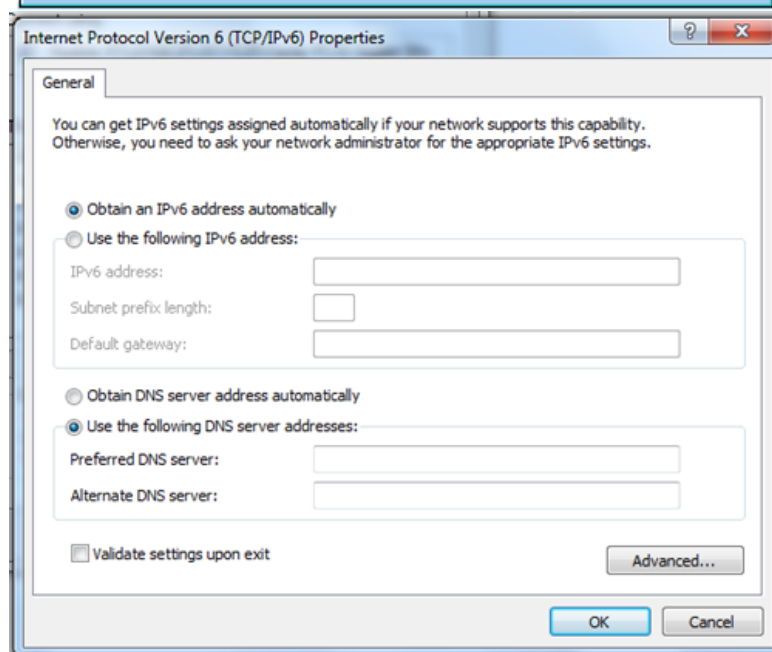 Internet Protocol Version 6 (TCP/IPv6) Properties
General
You can get IPv6 settings assigned automatically if your network supports this capability.
Otherwise, you need to ask your network administrator for the appropriate IPv6 settings.
Obtain an IPv6 address automatically
Use the following IPv6 address:
IPv6 address:
Subnet prefix length:
Default gateway:
Obtain DNS server address automatically
Use the following DNS server addresses:
Preferred DNS server:
Alternate DNS server:
Validate settings upon exit
Advanced...
OK
Cancel